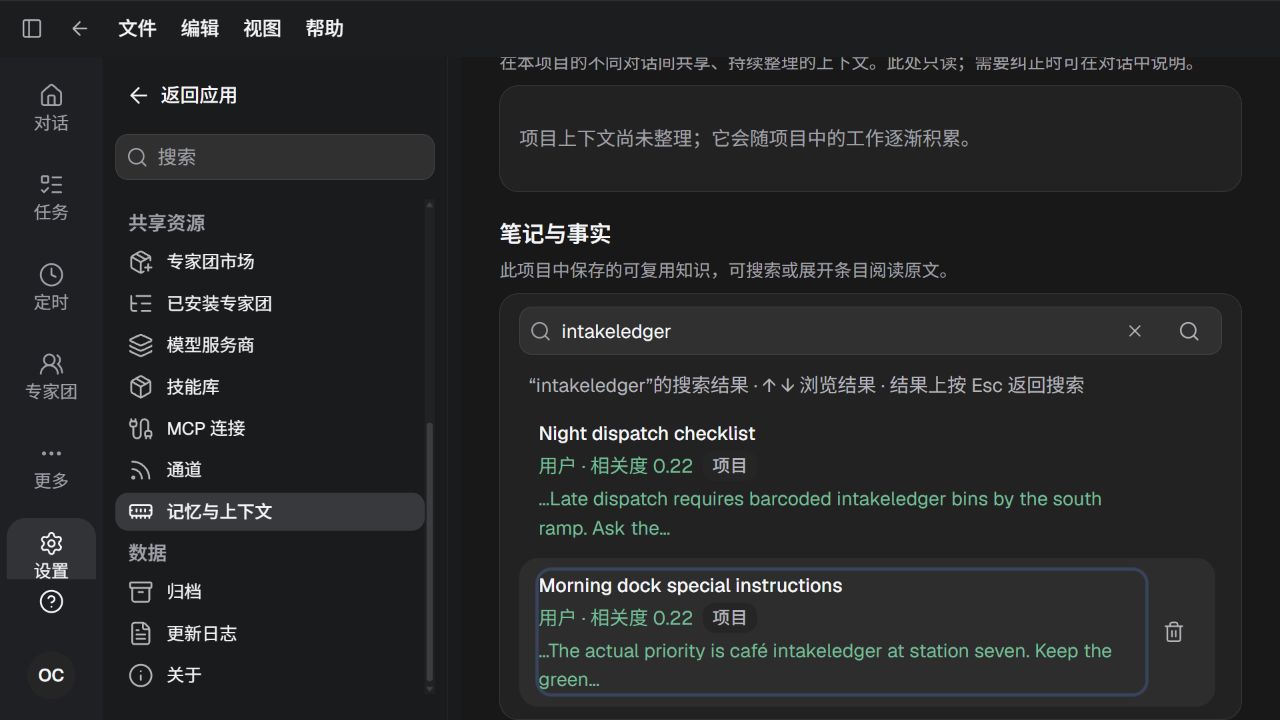 文件 编辑 视图 帮助
对话
任务
定时
专家团
更多
设置
OC
返回应用
搜索
共享资源
专家团市场
已安装专家团
模型服务商
技能库
MCP 连接
通道
记忆与上下文
数据
归档
更新日志
关于
在本项目的不同对话间共享、持续整理的上下文。此处只读；需要纠正时可在对话中说明。
项目上下文尚未整理；它会随项目中的工作逐渐积累。
笔记与事实
此项目中保存的可复用知识，可搜索或展开条目阅读原文。
intakeledger
“intakeledger”的搜索结果 · ↑ ↓ 浏览结果 · 结果上按 Esc 返回搜索
Night dispatch checklist
用户 · 相关度 0.22 项目
…Late dispatch requires barcoded intakeledger bins by the south
ramp. Ask the…
Morning dock special instructions
用户 · 相关度 0.22 项目
…The actual priority is café intakeledger at station seven. Keep the
green…